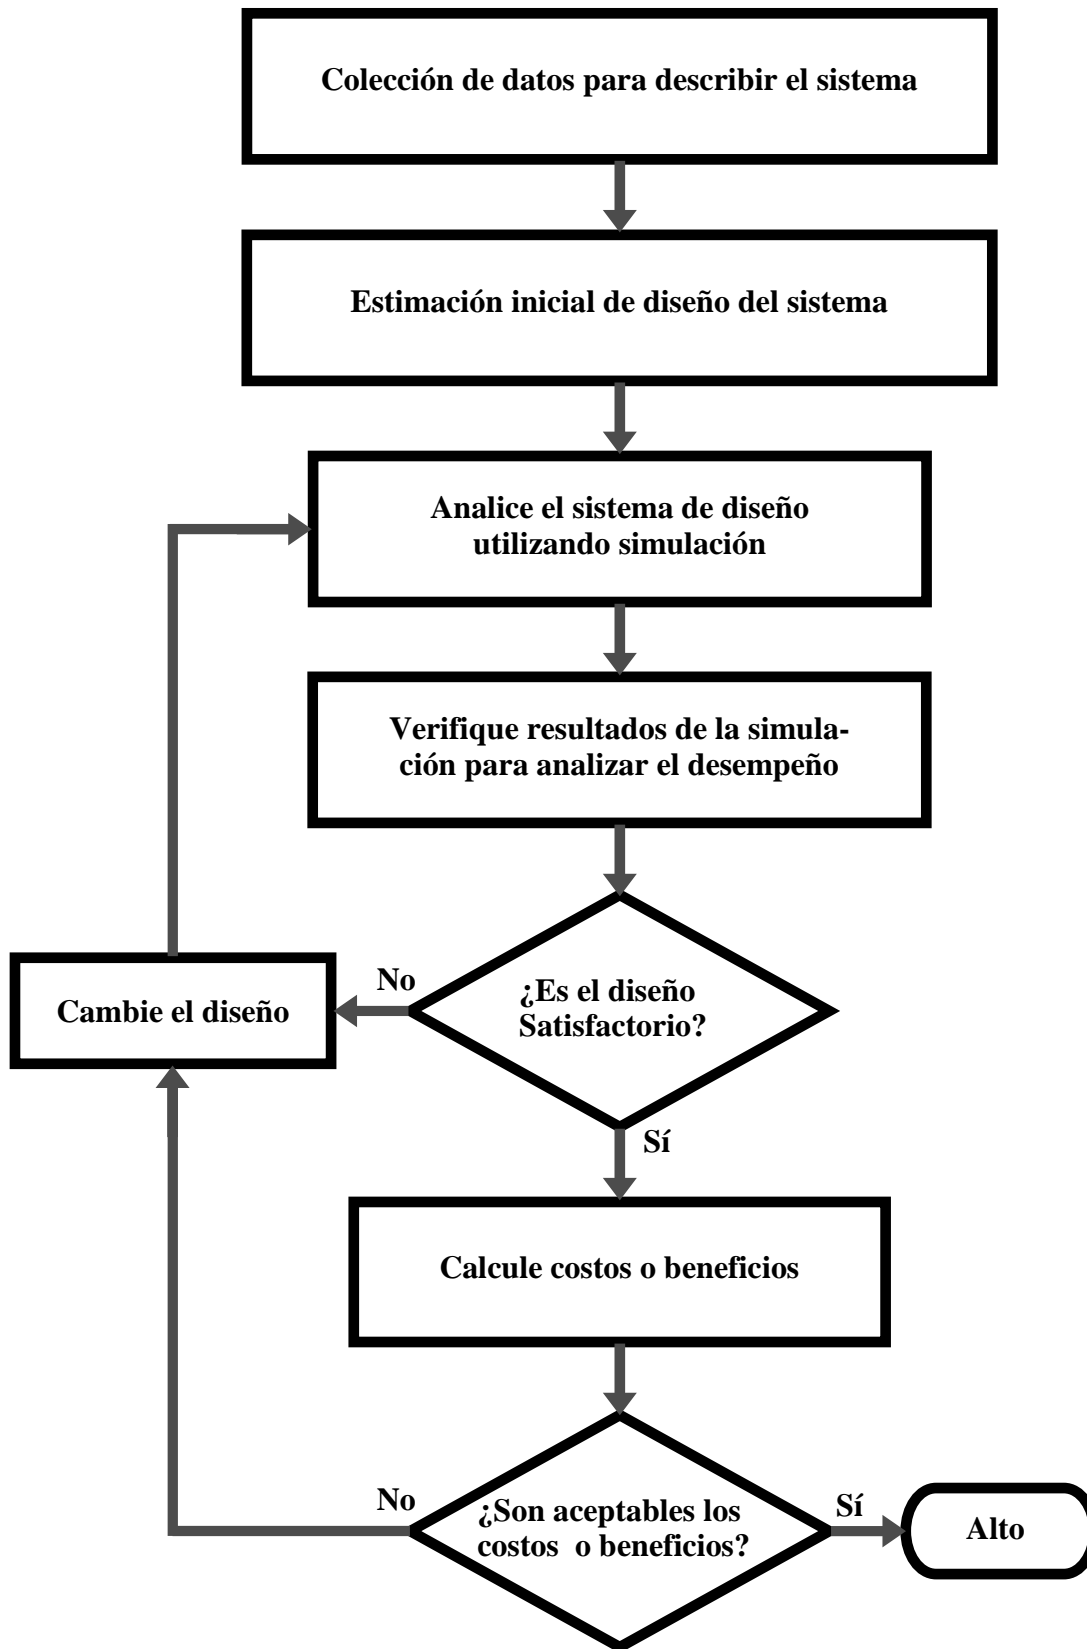 Colección de datos para describir el sistema
Estimación inicial de diseño del sistema
Analice el sistema de diseño
utilizando simulación
Verifique resultados de la simula-
ción para analizar el desempeño
No
¿Es el diseño
Satisfactorio?
Cambie el diseño
Sí
Calcule costos o beneficios
No
¿Son aceptables los
costos o beneficios?
Sí
Alto